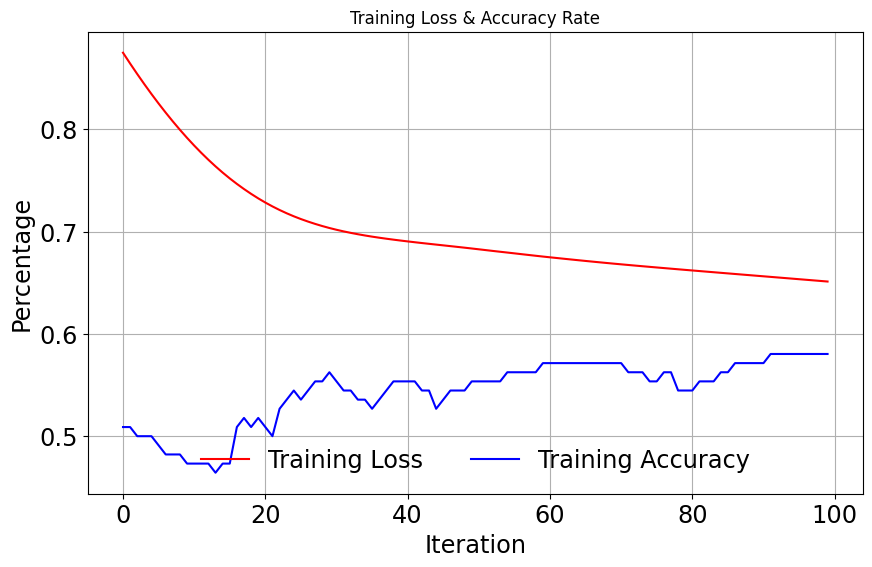 Training Loss & Accuracy Rate
Percentage
0.8
0.7
0.6
0.5
Training Loss
Training Accuracy
0 20 40 60 80 100
Iteration